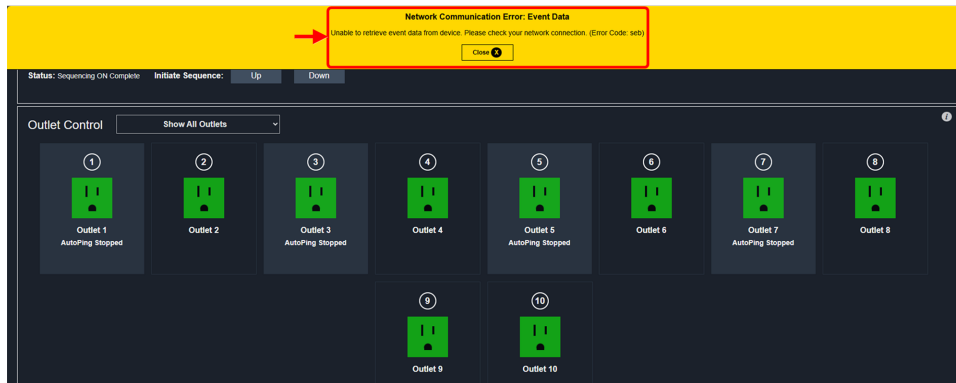 Network Communication Error: Event Data
Unable to retrieve event data from device. Please check your network connection. (Error Code: seb)
Close X
Status: Sequencing ON Complete Initiate Sequence: Up Down
Outlet Control Show All Outlets i
1 2 3 4 5 6 7 8
Outlet 1 Outlet 2 Outlet 3 Outlet 4 Outlet 5 Outlet 6 Outlet 7 Outlet 8
AutoPing Stopped AutoPing Stopped AutoPing Stopped AutoPing Stopped
9 10
Outlet 9 Outlet 10